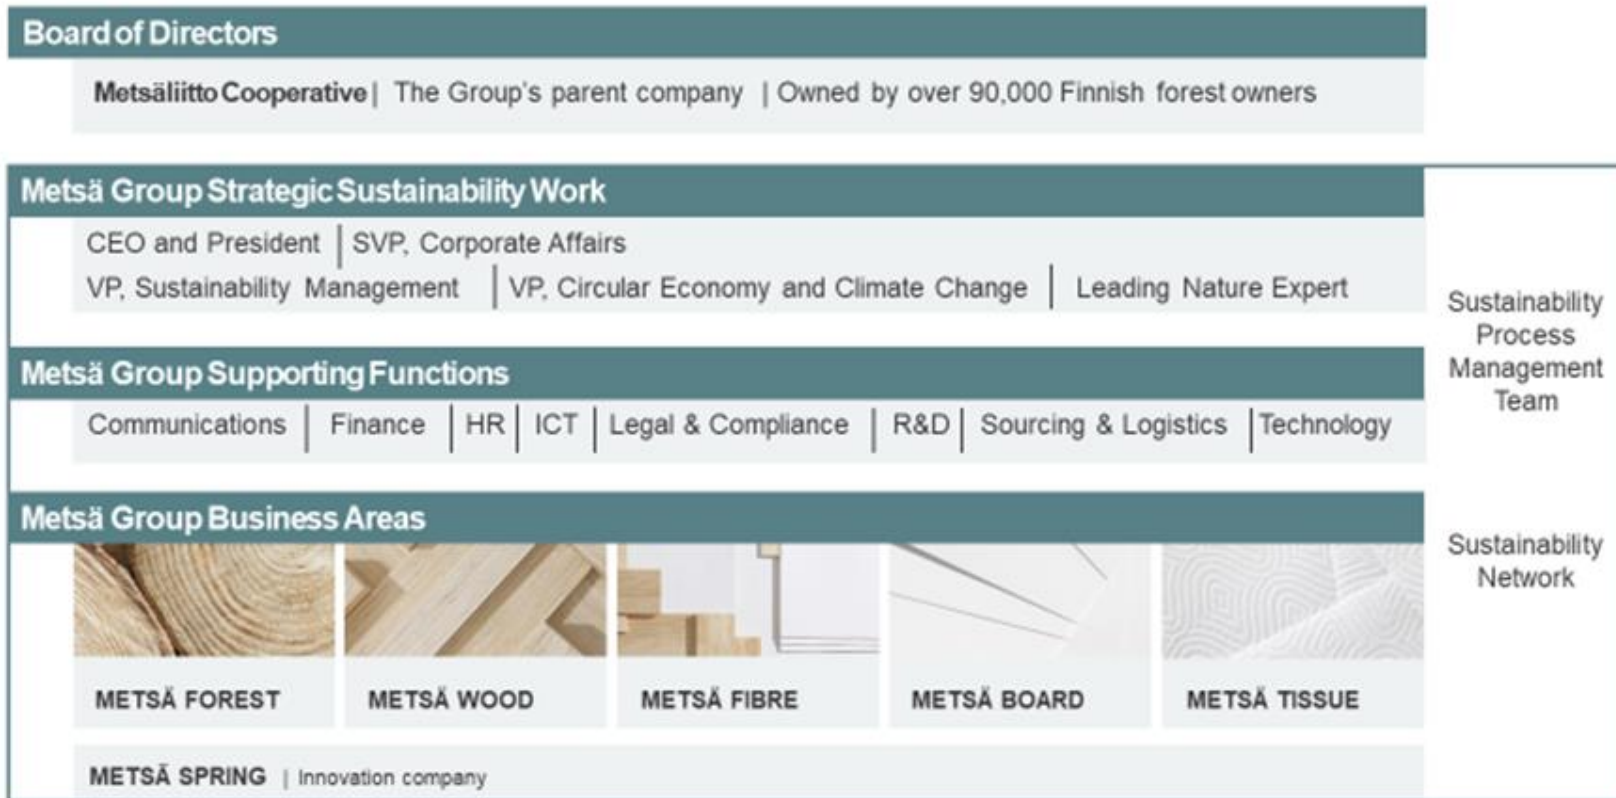 Board of Directors
Metsäliitto Cooperative | The Group's parent company | Owned by over 90,000 Finnish forest owners
Metsä Group Strategic Sustainability Work
CEO and President | SVP, Corporate Affairs
VP, Sustainability Management | VP, Circular Economy and Climate Change | Leading Nature Expert
Metsä Group Supporting Functions
Communications | Finance | HR | ICT | Legal & Compliance | R&D | Sourcing & Logistics | Technology
Metsä Group Business Areas
METSÄ FOREST
METSÄ WOOD
METSÄ FIBRE
METSÄ BOARD
METSÄ TISSUE
METSÄ SPRING | Innovation company
Sustainability
Process
Management
Team
Sustainability
Network